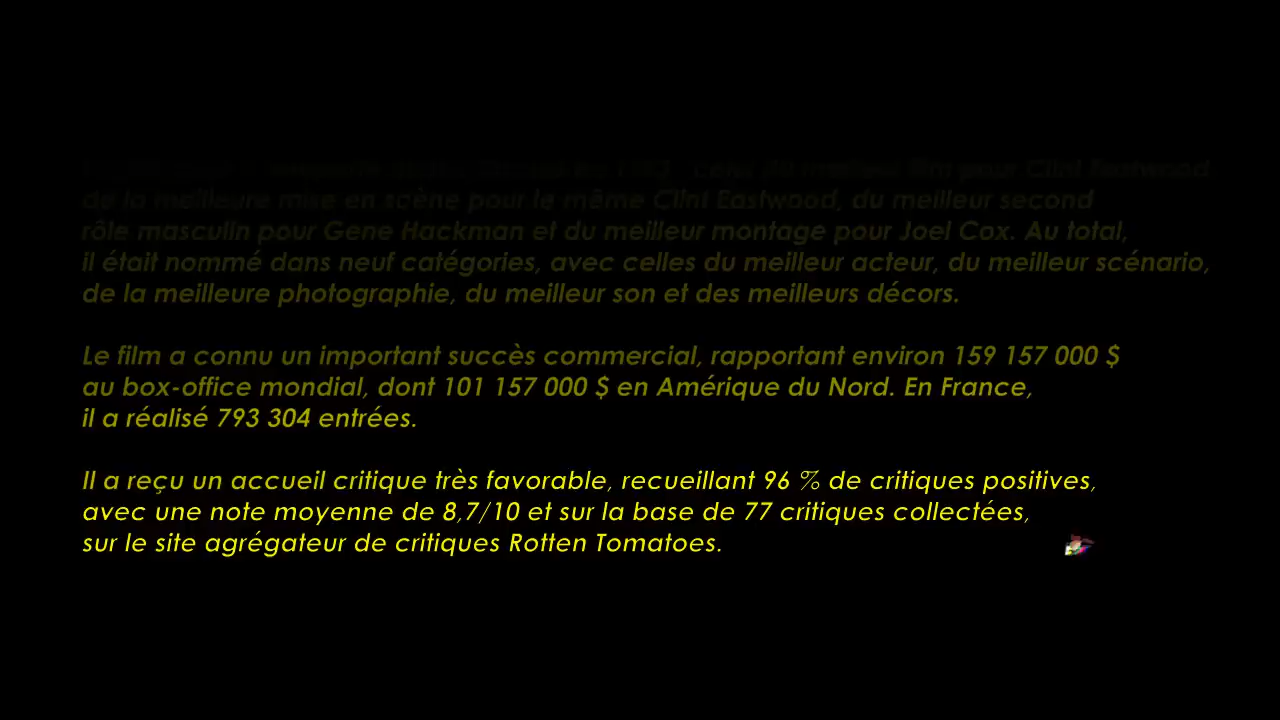 pour Clint Eastwood
de la meilleure mise en scène pour le même Clint Eastwood, du meilleur second
rôle masculin pour Gene Hackman et du meilleur montage pour Joel Cox. Au total,
il était nommé dans neuf catégories, avec celles du meilleur acteur, du meilleur scénario,
de la meilleure photographie, du meilleur son et des meilleurs décors.
Le film a connu un important succès commercial, rapportant environ 159 157 000 $
au box-office mondial, dont 101 157 000 $ en Amérique du Nord. En France,
il a réalisé 793 304 entrées.
Il a reçu un accueil critique très favorable, recueillant 96 % de critiques positives,
avec une note moyenne de 8,7/10 et sur la base de 77 critiques collectées,
sur le site agrégateur de critiques Rotten Tomatoes.